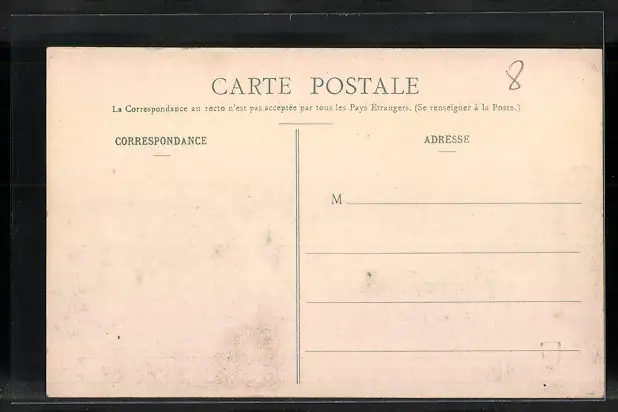 8
CARTE POSTALE
La Correspondance au recto n'est pas acceptée par tous les Pays Étrangers. (Se renseigner à la Poste.)
CORRESPONDANCE
ADRESSE
M